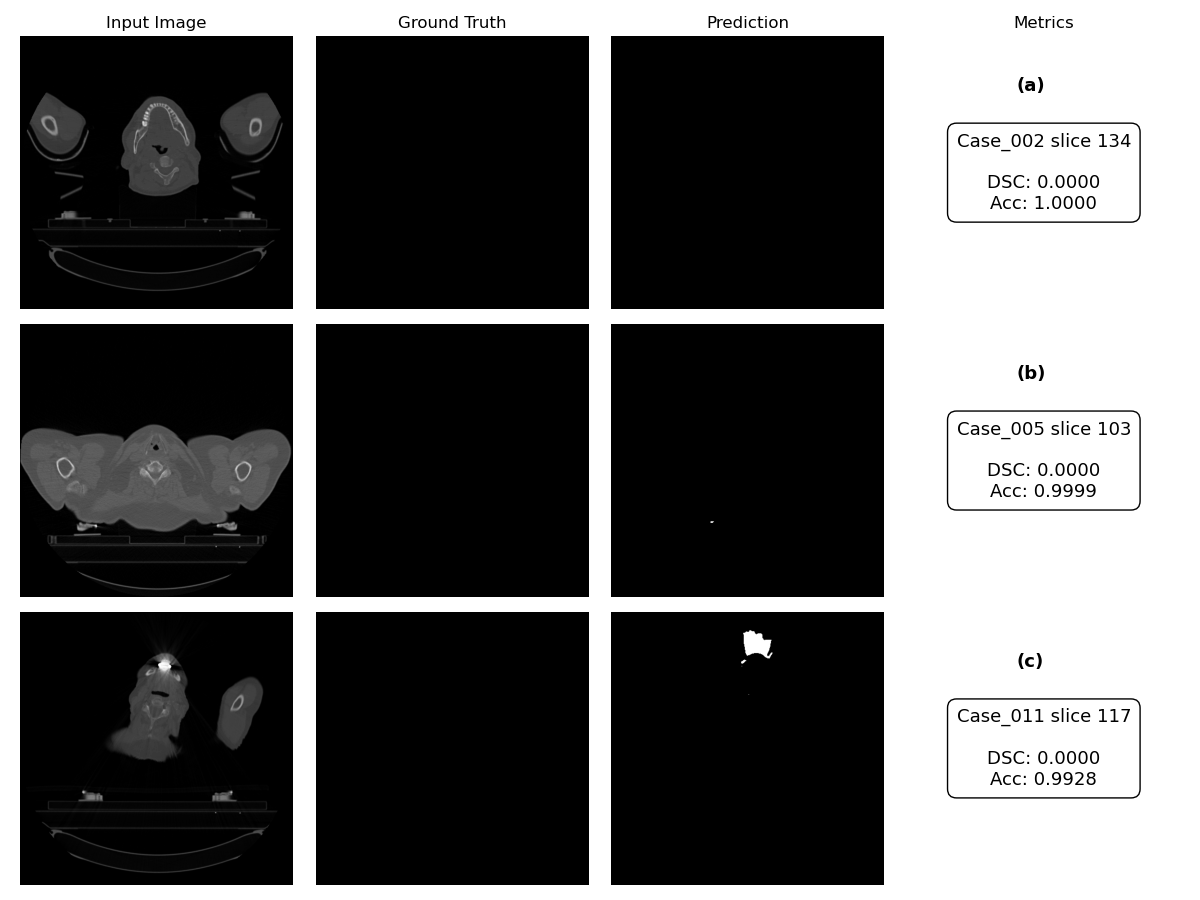 Input Image
Ground Truth
Prediction
Metrics
(a)
Case_002 slice 134
DSC: 0.0000
Acc: 1.0000
(b)
Case_005 slice 103
DSC: 0.0000
Acc: 0.9999
(c)
Case_011 slice 117
DSC: 0.0000
Acc: 0.9928